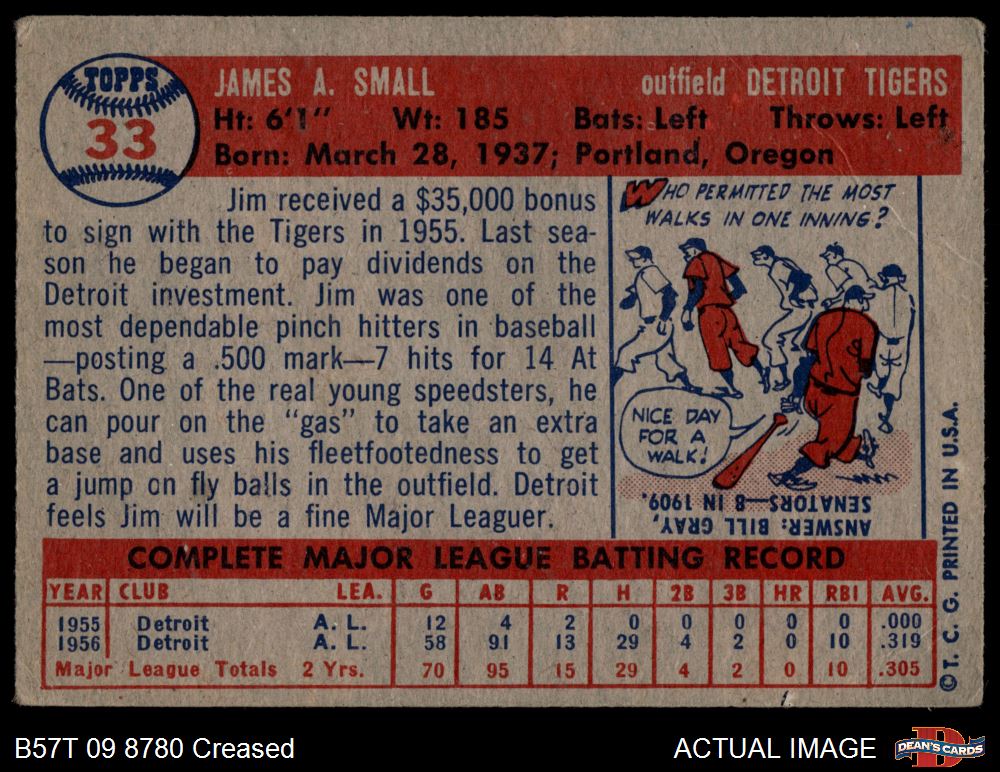 TOPPS
33
JAMES A. SMALL outfield DETROIT TIGERS
Ht: 6'1" Wt: 185 Bats: Left Throws: Left
Born: March 28, 1937; Portland, Oregon
Jim received a $35,000 bonus
to sign with the Tigers in 1955. Last sea-
son he began to pay dividends on the
Detroit investment. Jim was one of the
most dependable pinch hitters in baseball
—posting a .500 mark—7 hits for 14 At
Bats. One of the real young speedsters, he
can pour on the "gas" to take an extra
base and uses his fleetfootedness to get
a jump on fly balls in the outfield. Detroit
feels Jim will be a fine Major Leaguer.
WHO PERMITTED THE MOST
WALKS IN ONE INNING?
NICE DAY
FOR A
WALK!
ANSWER: BILL GRAY,
SENATORS—8 IN 1909.
COMPLETE MAJOR LEAGUE BATTING RECORD
YEAR CLUB LEA. G AB R H 2B 3B HR RBI AVG.
1955 Detroit A. L. 12 4 2 0 0 0 0 0 .000
1956 Detroit A. L. 58 91 13 29 4 2 0 10 .319
Major League Totals 2 Yrs. 70 95 15 29 4 2 0 10 .305
©T. C. G. PRINTED IN U.S.A.
B57T 09 8780 Creased ACTUAL IMAGE DEAN'S CARDS